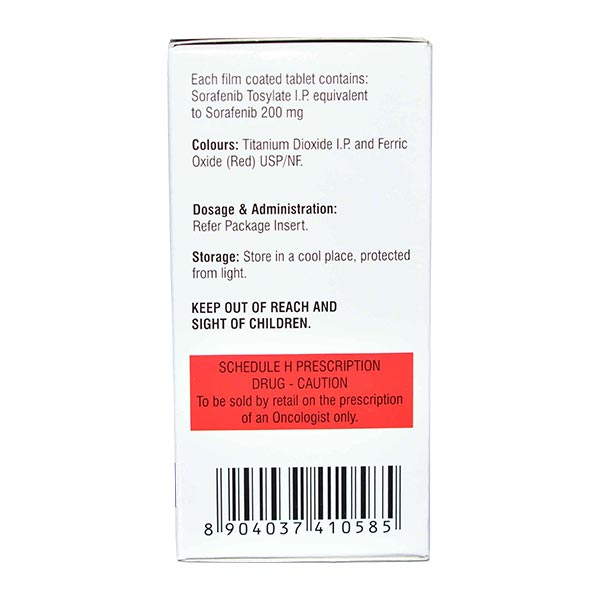 Each film coated tablet contains:
Sorafenib Tosylate I.P. equivalent
to Sorafenib 200 mg
Colours: Titanium Dioxide I.P. and Ferric
Oxide (Red) USP/NF.
Dosage & Administration:
Refer Package Insert.
Storage: Store in a cool place, protected
from light.
KEEP OUT OF REACH AND
SIGHT OF CHILDREN.
SCHEDULE H PRESCRIPTION
DRUG - CAUTION
To be sold by retail on the prescription
of an Oncologist only.
8 904037 410585